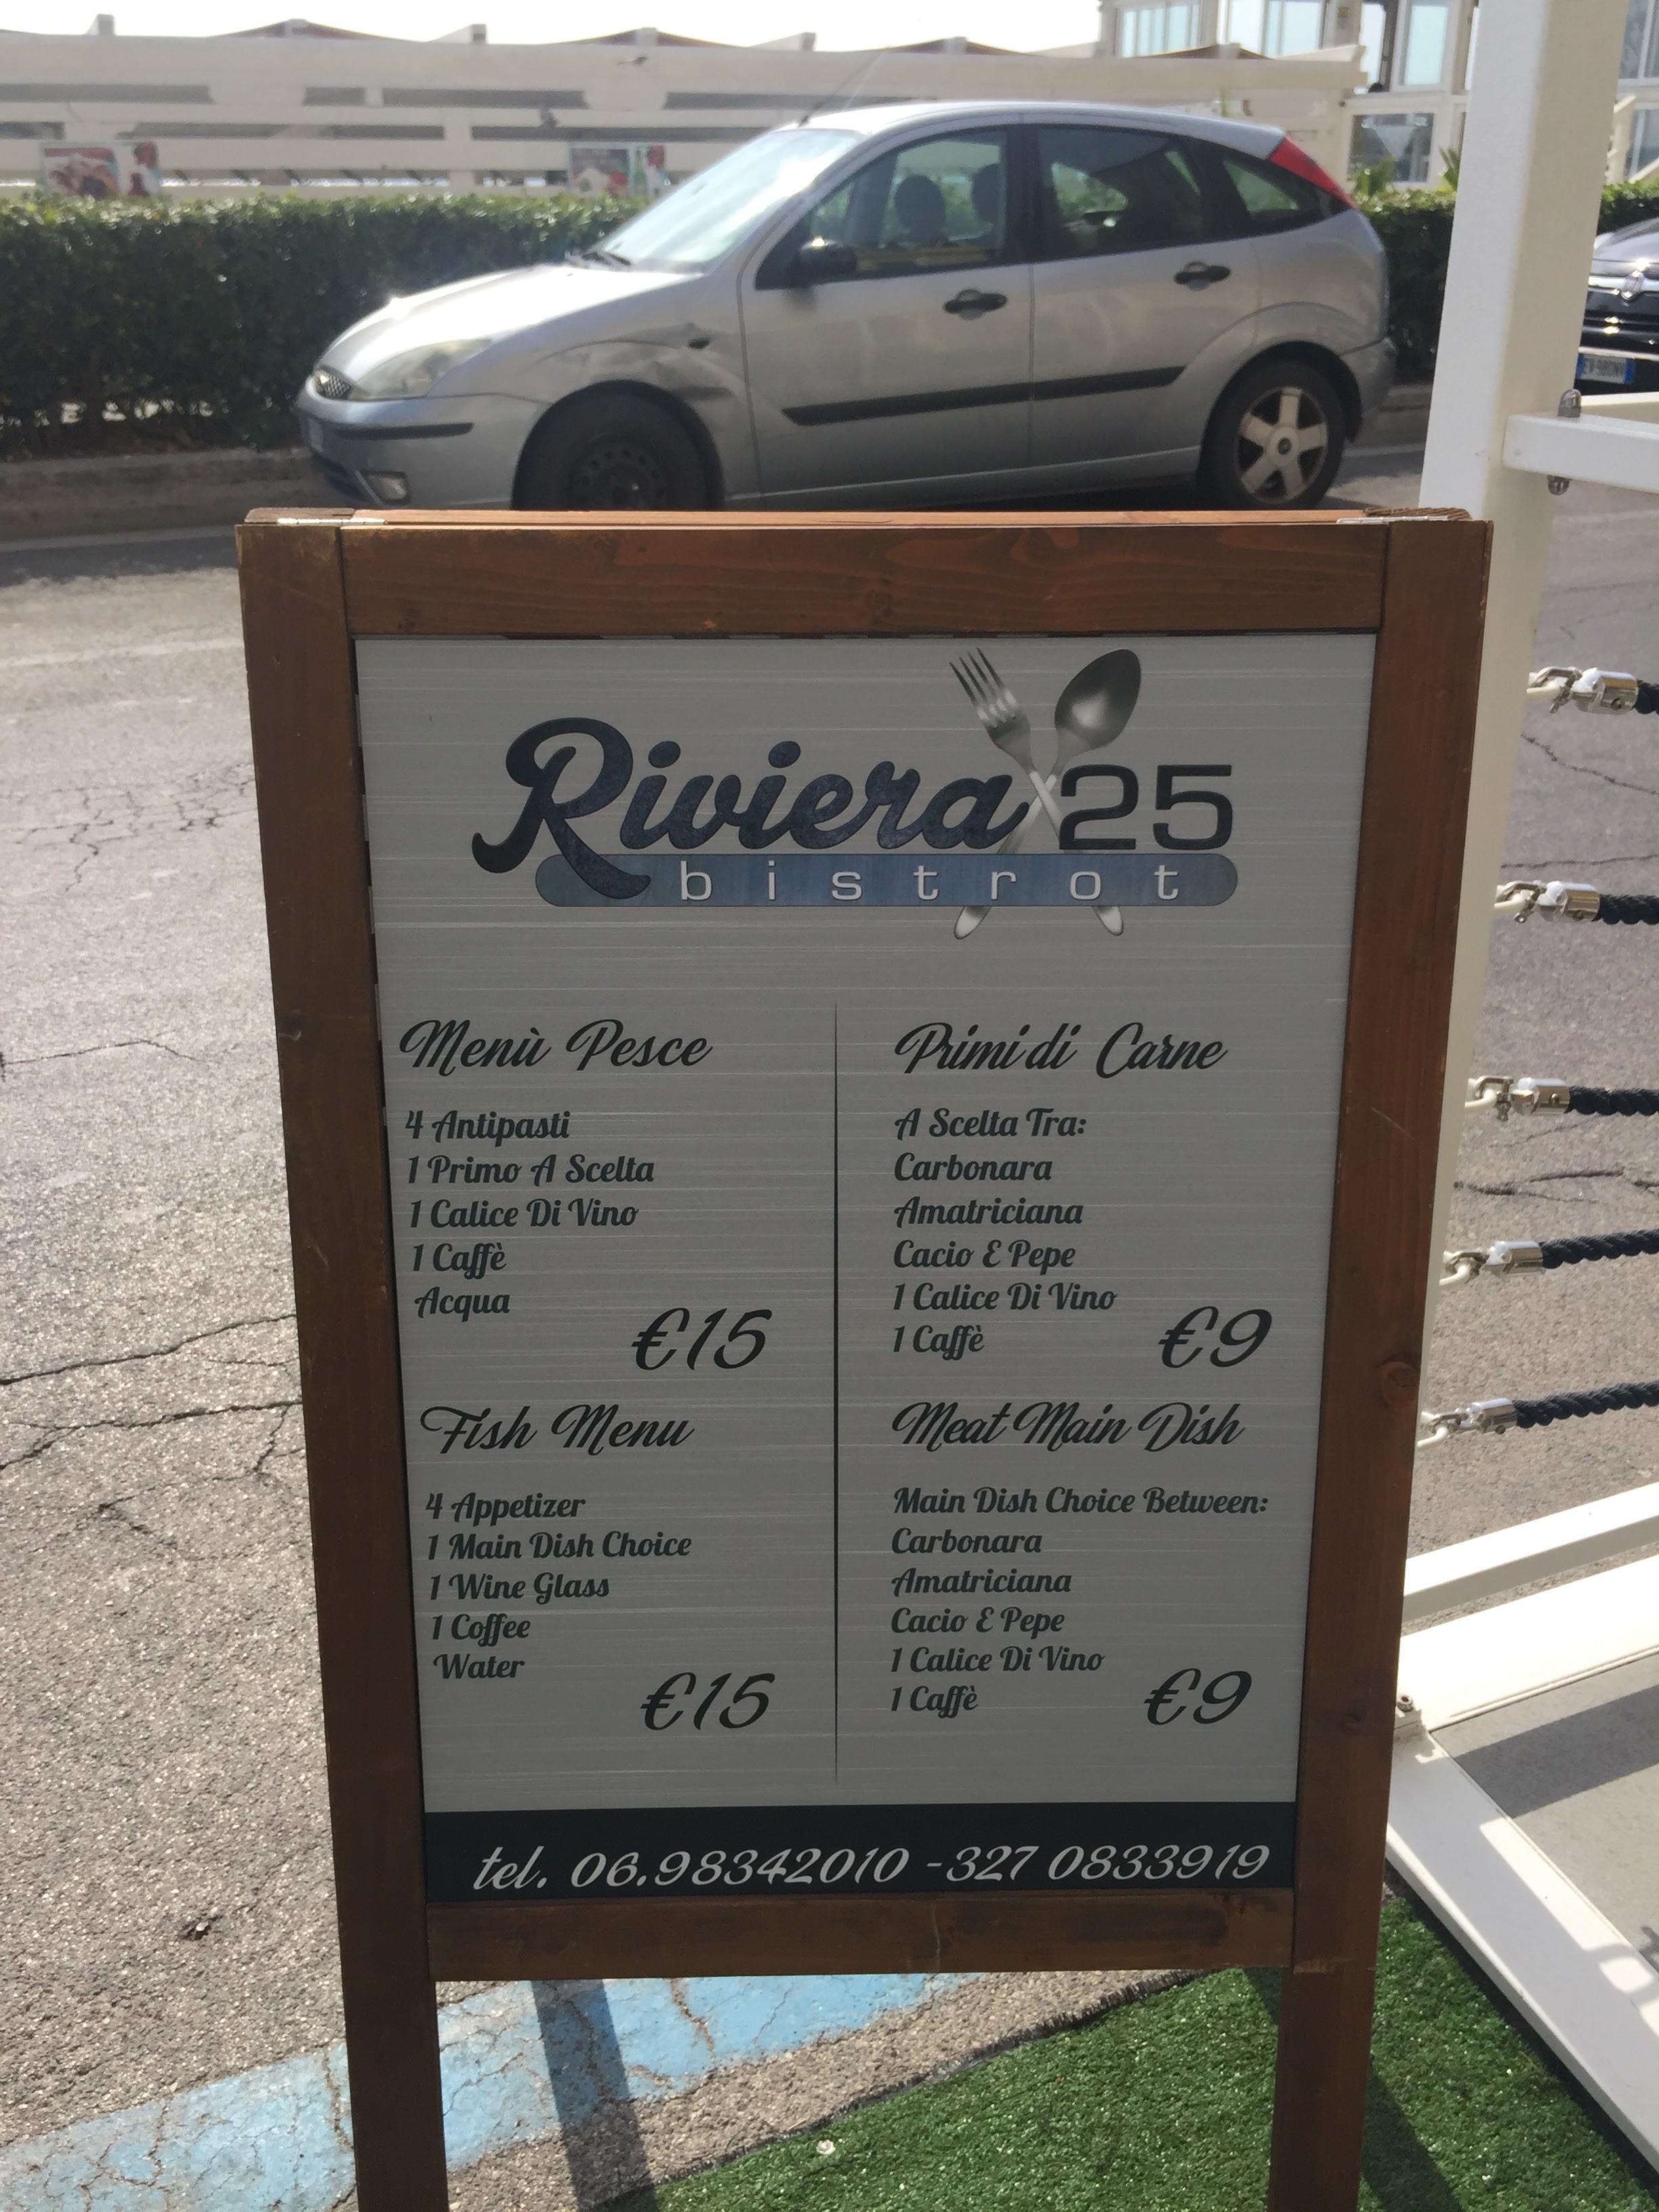 Riviera 25
bistrot
Menù Pesce
4 Antipasti
1 Primo A Scelta
1 Calice Di Vino
1 Caffè
Acqua
€15
Fish Menu
4 Appetizer
1 Main Dish Choice
1 Wine Glass
1 Coffee
Water
€15
Primi di Carne
A Scelta Tra:
Carbonara
Amatriciana
Cacio E Pepe
1 Calice Di Vino
1 Caffè
€9
Meat Main Dish
Main Dish Choice Between:
Carbonara
Amatriciana
Cacio E Pepe
1 Calice Di Vino
1 Caffè
€9
tel. 06.98342010 - 327 0833919
EV 980NV